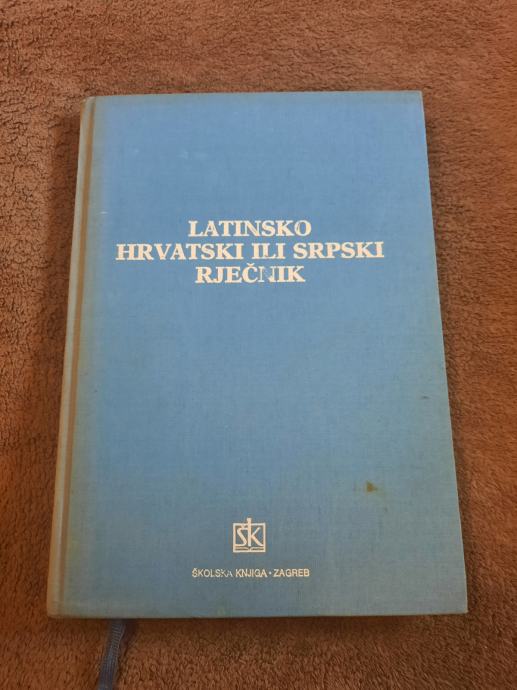 LATINSKO
HRVATSKI ILI SRPSKI
RJEČNIK
ŠK
ŠKOLSKA KNJIGA • ZAGREB